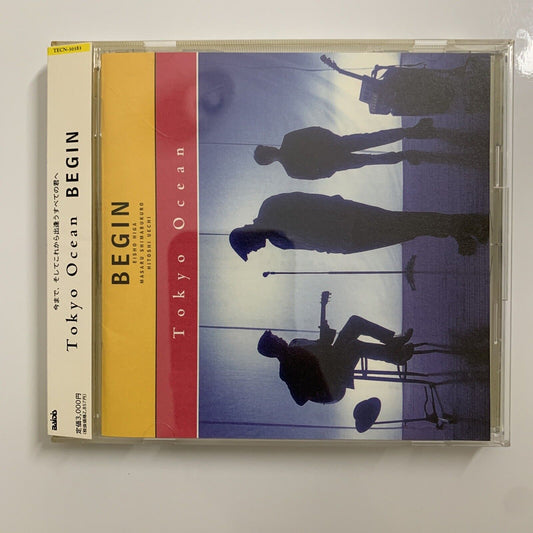 TECN-30181
今まで、そしてこれから出逢うすべての君へ
Tokyo Ocean BEGIN
定価3,000円
BEGIN
EISHO HIGA
MASARU SHIMABUKURO
HITOSHI UECHI
Tokyo Ocean